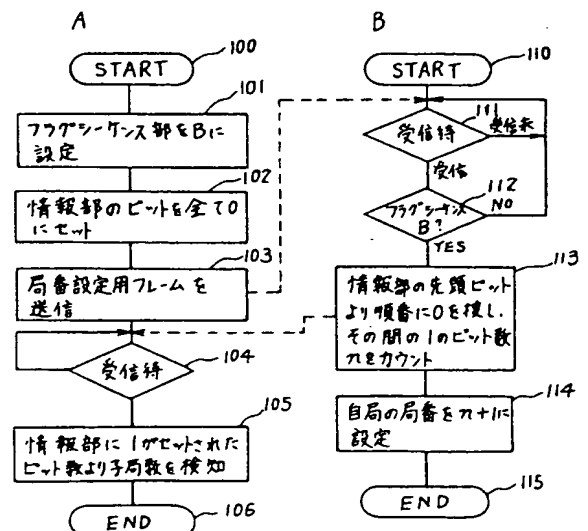 A
100
START
101
フラグシーケンス部をBに
設定
102
情報部のビットを全て0
にセット
103
局番設定用フレームを
送信
104
受信待
105
情報部に1がセットされた
ビット数より子局数を検知
106
END
B
110
START
111
受信待
受信未
受信
112
フラグシーケンス
B?
NO
YES
113
情報部の先頭ビット
より順番に0を捜し、
その間の1のビット数
nをカウント
114
自局の局番をn+1に
設定
115
END